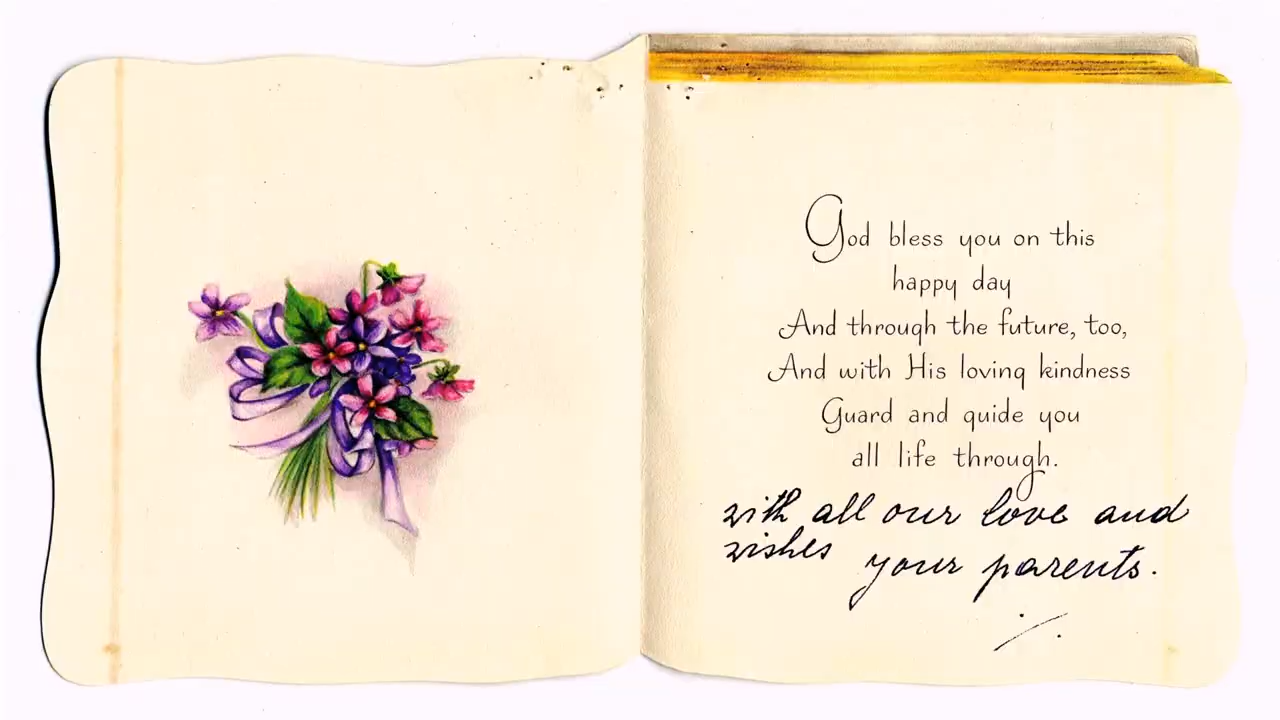 God bless you on this
happy day
And through the future, too,
And with His loving kindness
Guard and guide you
all life through.
with all our love and
wishes your parents.